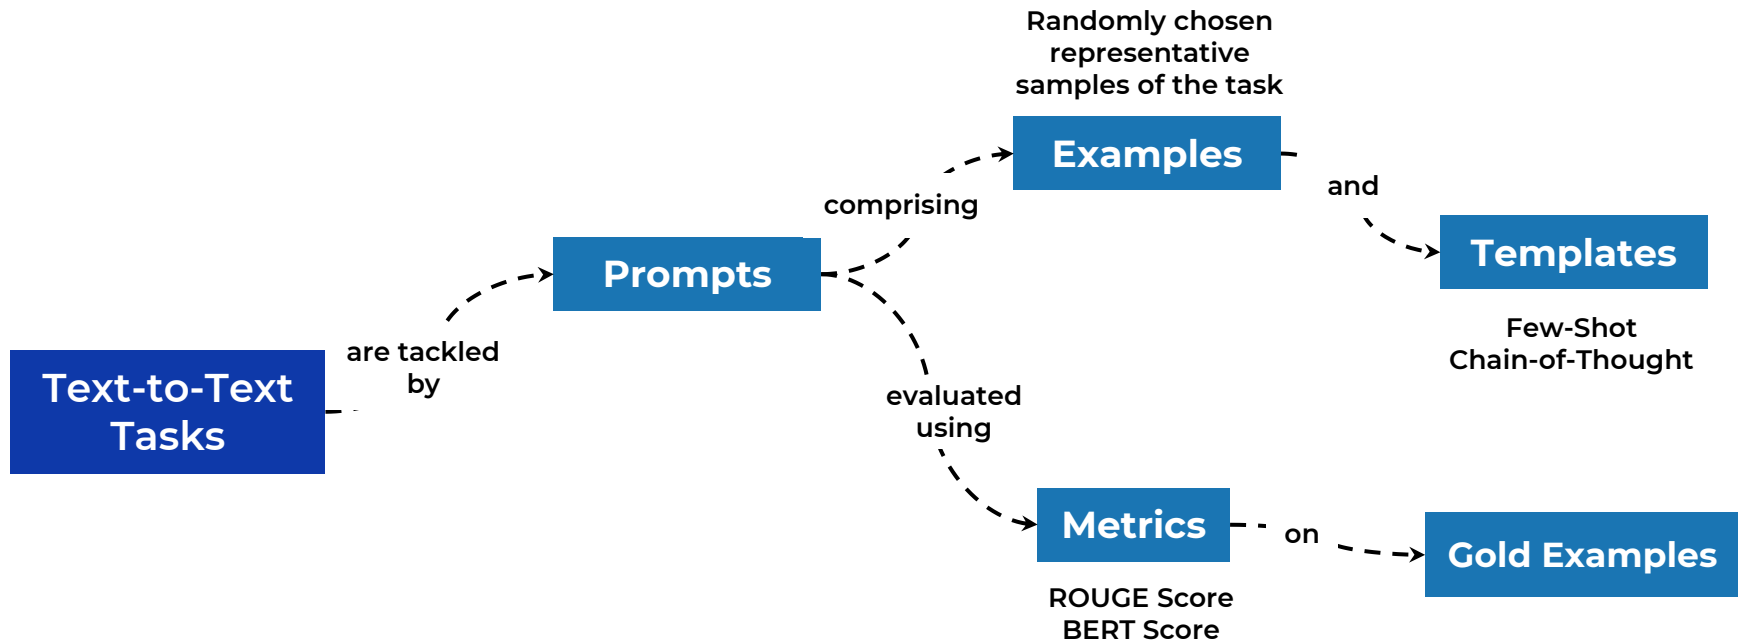 Randomly chosen
representative
samples of the task
Examples
and
comprising
Templates
Prompts
Few-Shot
Chain-of-Thought
are tackled
by
Text-to-Text
Tasks
evaluated
using
Metrics
on
Gold Examples
ROUGE Score
BERT Score